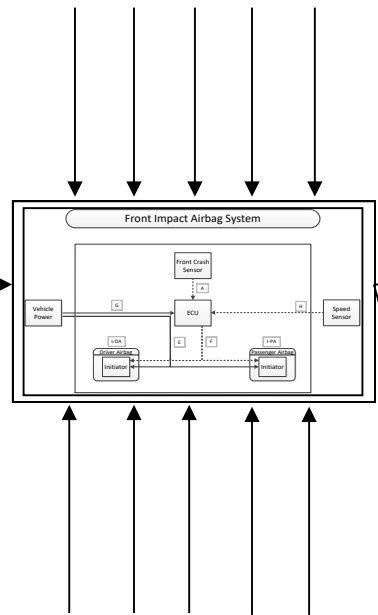 Front Impact Airbag System
Front Crash
Sensor
A
Vehicle
Power
G
ECU
H
Speed
Sensor
I-DA
E
F
I-PA
Driver Airbag
Initiator
Passenger Airbag
Initiator